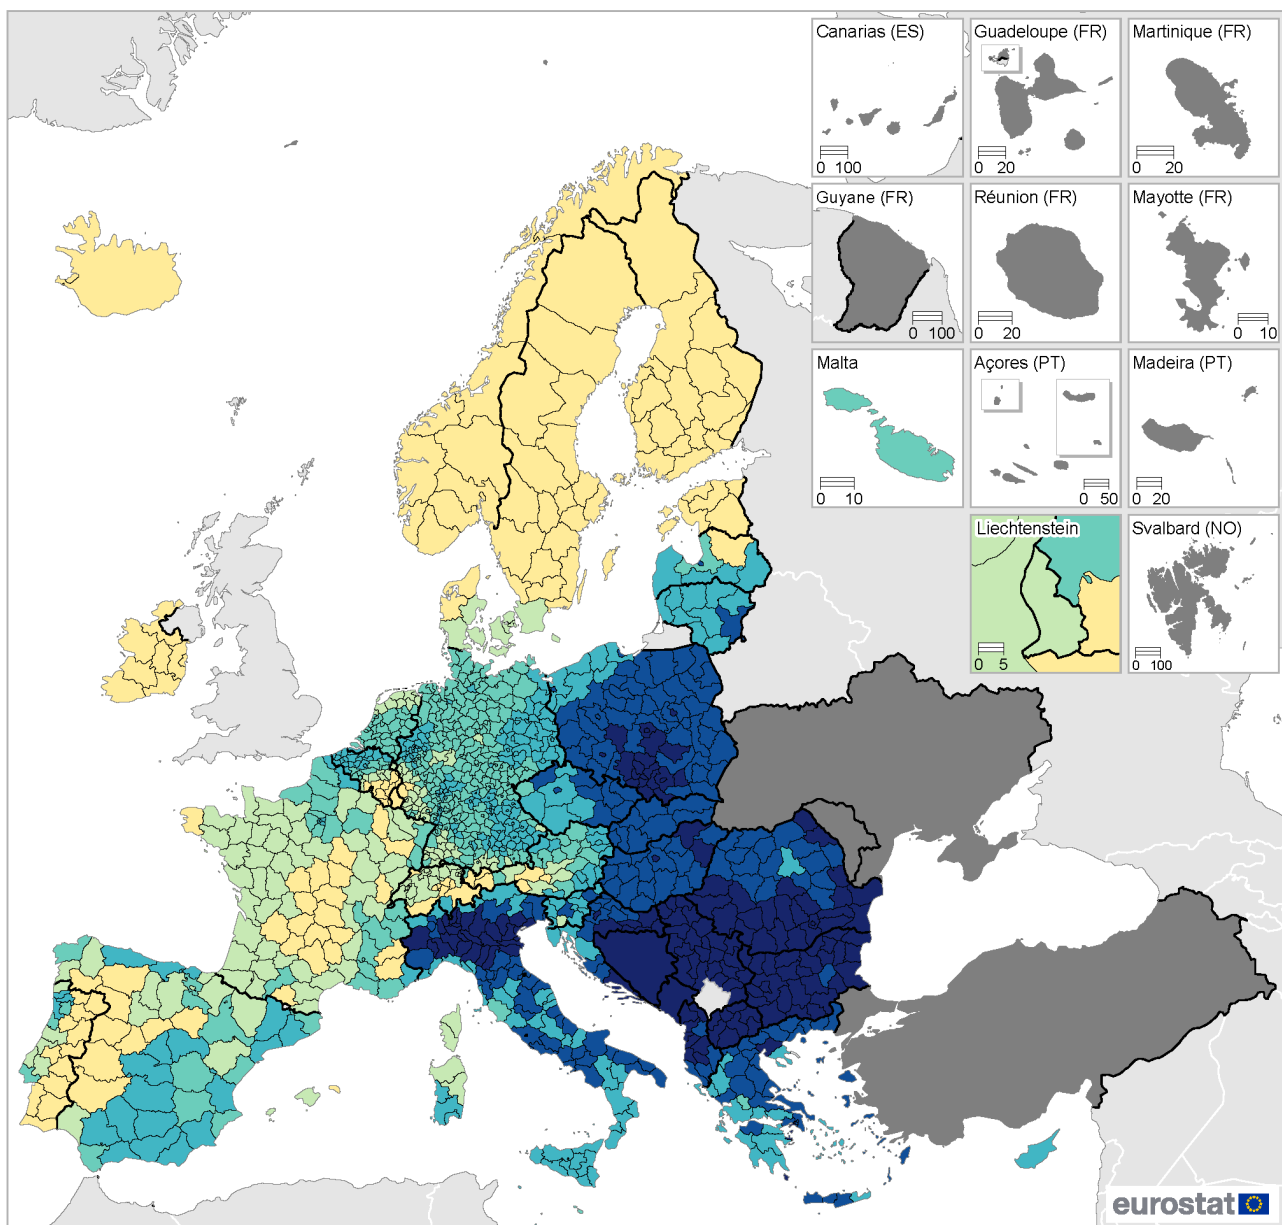 Canarias (ES)
0 100
Guadeloupe (FR)
0 20
Martinique (FR)
0 20
Guyane (FR)
0 100
Réunion (FR)
0 20
Mayotte (FR)
0 10
Malta
0 10
Açores (PT)
0 50
Madeira (PT)
0 20
Liechtenstein
0 5
Svalbard (NO)
0 100
eurostat